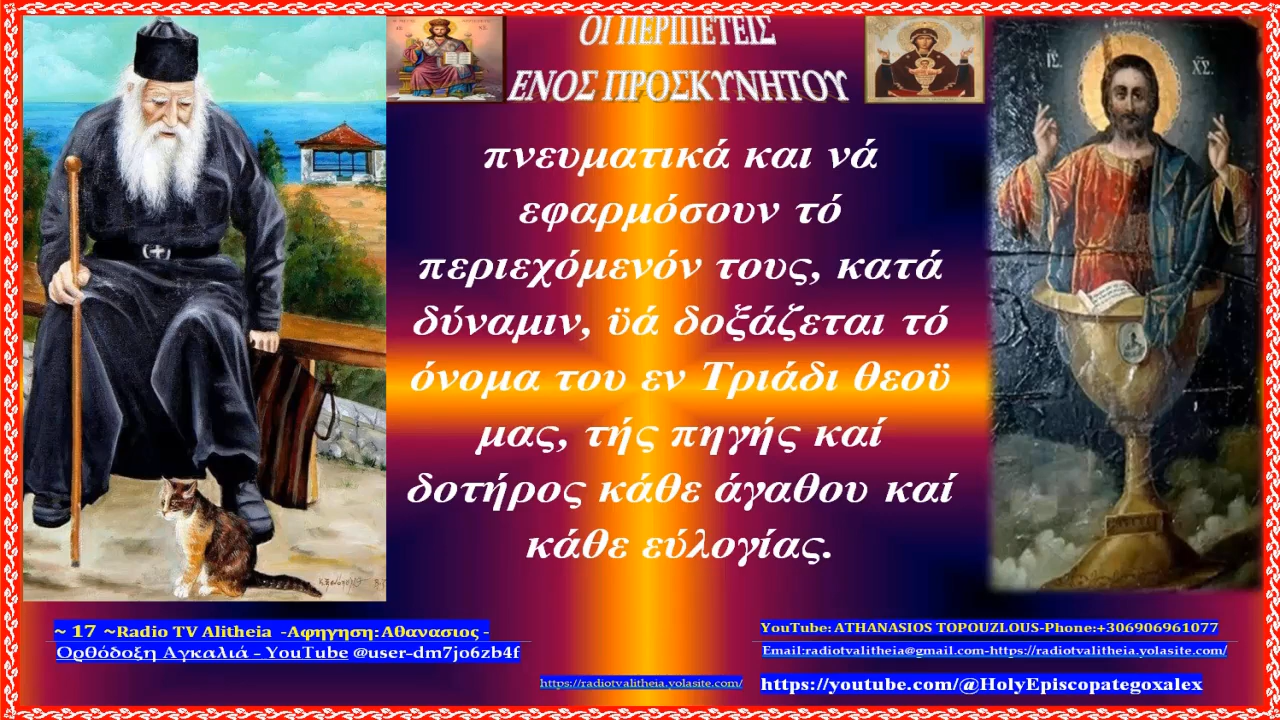 ΟΙ ΠΕΡΙΠΕΤΕΙΣ
ΕΝΟΣ ΠΡΟΣΚΥΝΗΤΟΥ
ΙΣ. ΧΣ.
πνευματικά και νά
εφαρμόσουν τό
περιεχόμενόν τους, κατά
δύναμιν, ϋά δοξάζεται τό
όνομα του εν Τριάδι θεοϋ
μας, τής πηγής καί
δοτήρος κάθε άγαθου καί
κάθε εύλογίας.
~ 17 ~Radio TV Alitheia -Αφηγηση: Αθανασιος -
Ορθόδοξη Αγκαλιά – YouTube @user-dm7jo6zb4f
https://radiotvalitheia.yolasite.com/
YouTube: ATHANASIOS TOPOUZLOUS-Phone:+306906961077
Email:radiotvalitheia@gmail.com-https://radiotvalitheia.yolasite.com/
https://youtube.com/@HolyEpiscopategoxalex